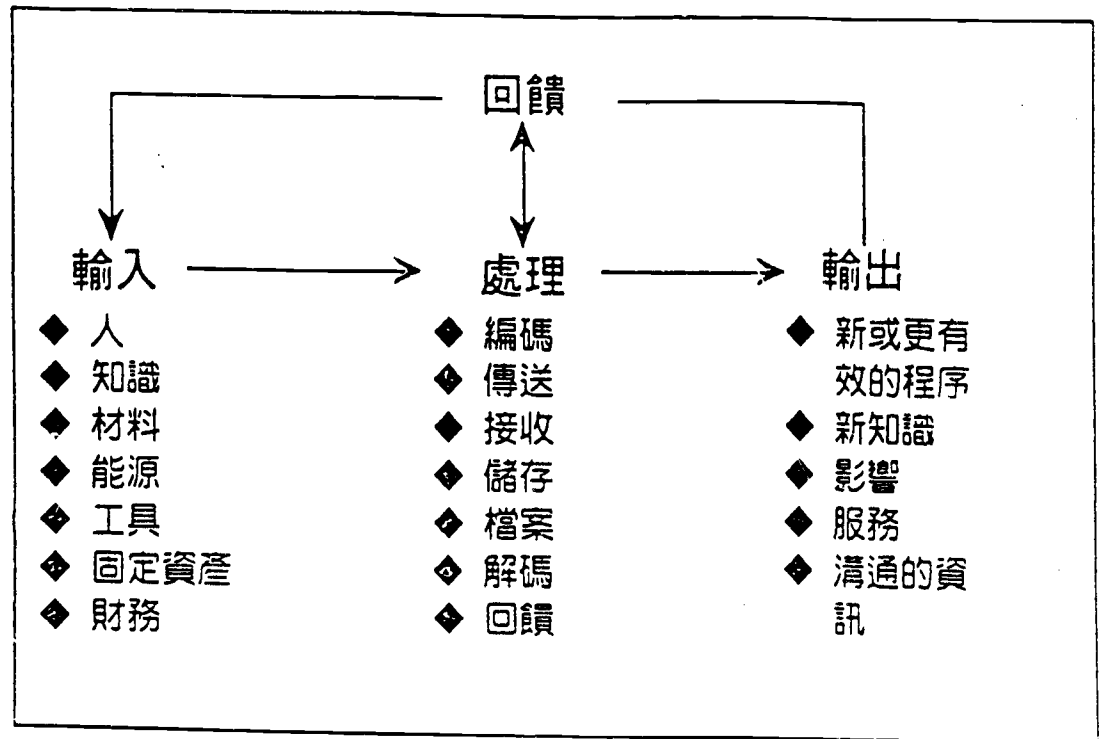 回饋
輸入
◆ 人
◆ 知識
◆ 材料
◆ 能源
◆ 工具
◆ 固定資產
◆ 財務
處理
◆ 編碼
◆ 傳送
◆ 接收
◆ 儲存
◆ 檔案
◆ 解碼
◆ 回饋
輸出
◆ 新或更有
效的程序
◆ 新知識
◆ 影響
◆ 服務
◆ 溝通的資
訊